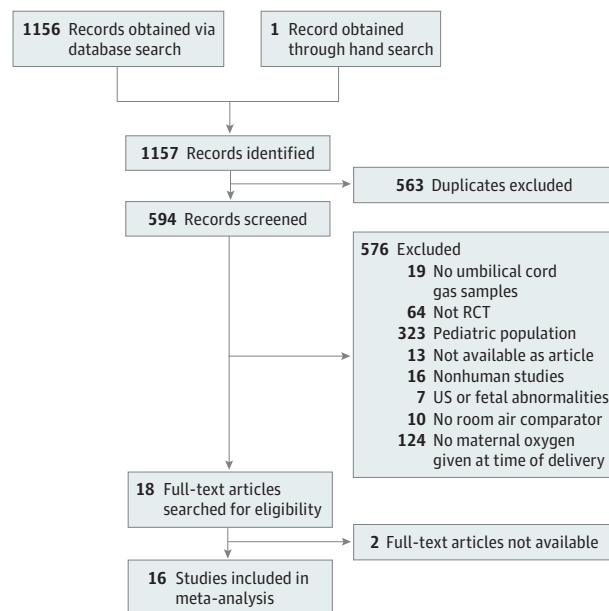 1156 Records obtained via
database search
1 Record obtained
through hand search
1157 Records identified
563 Duplicates excluded
594 Records screened
576 Excluded
19 No umbilical cord
gas samples
64 Not RCT
323 Pediatric population
13 Not available as article
16 Nonhuman studies
7 US or fetal abnormalities
10 No room air comparator
124 No maternal oxygen
given at time of delivery
18 Full-text articles
searched for eligibility
2 Full-text articles not available
16 Studies included in
meta-analysis